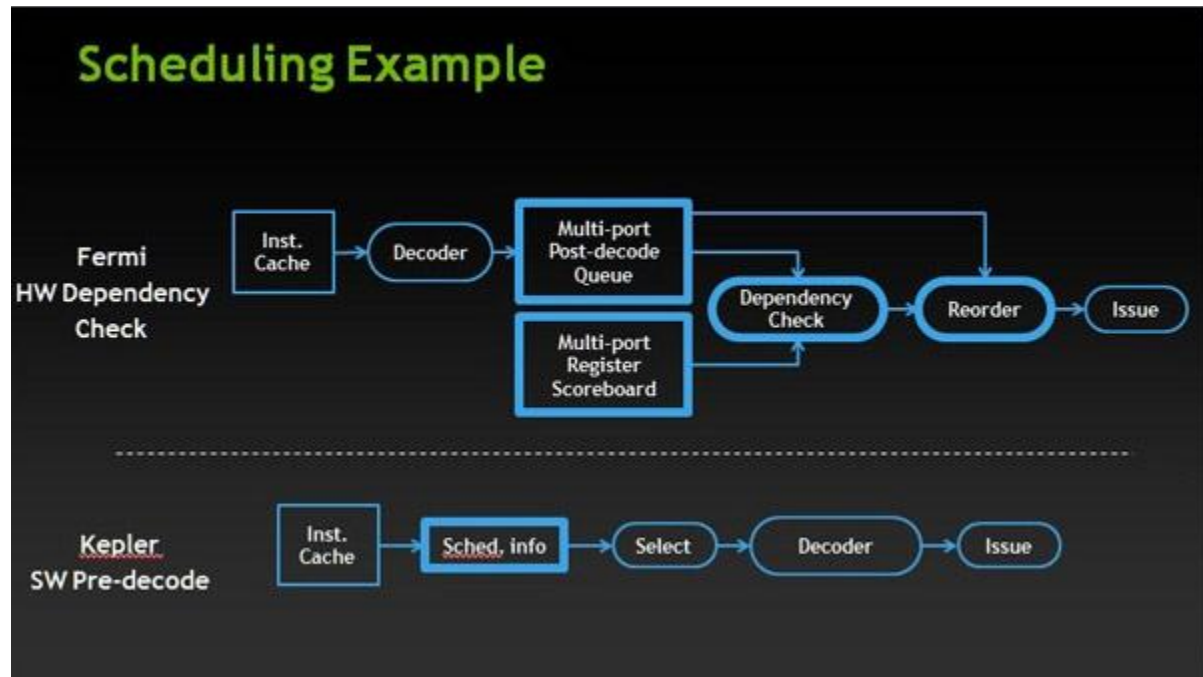 Scheduling Example
Fermi
HW Dependency
Check
Inst.
Cache
Decoder
Multi-port
Post-decode
Queue
Multi-port
Register
Scoreboard
Dependency
Check
Reorder
Issue
Kepler
SW Pre-decode
Inst.
Cache
Sched. info
Select
Decoder
Issue